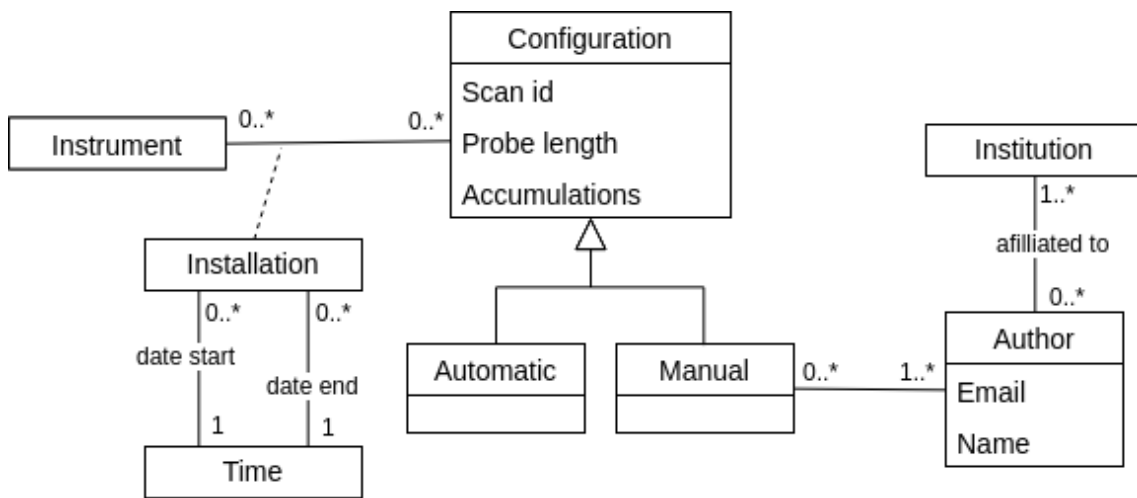 Configuration
Scan id
Probe length
Accumulations
Instrument
0..*
0..*
Institution
1..*
afilliated to
0..*
Installation
0..*
0..*
date start
date end
1
1
Time
Automatic
Manual
0..*
1..*
Author
Email
Name